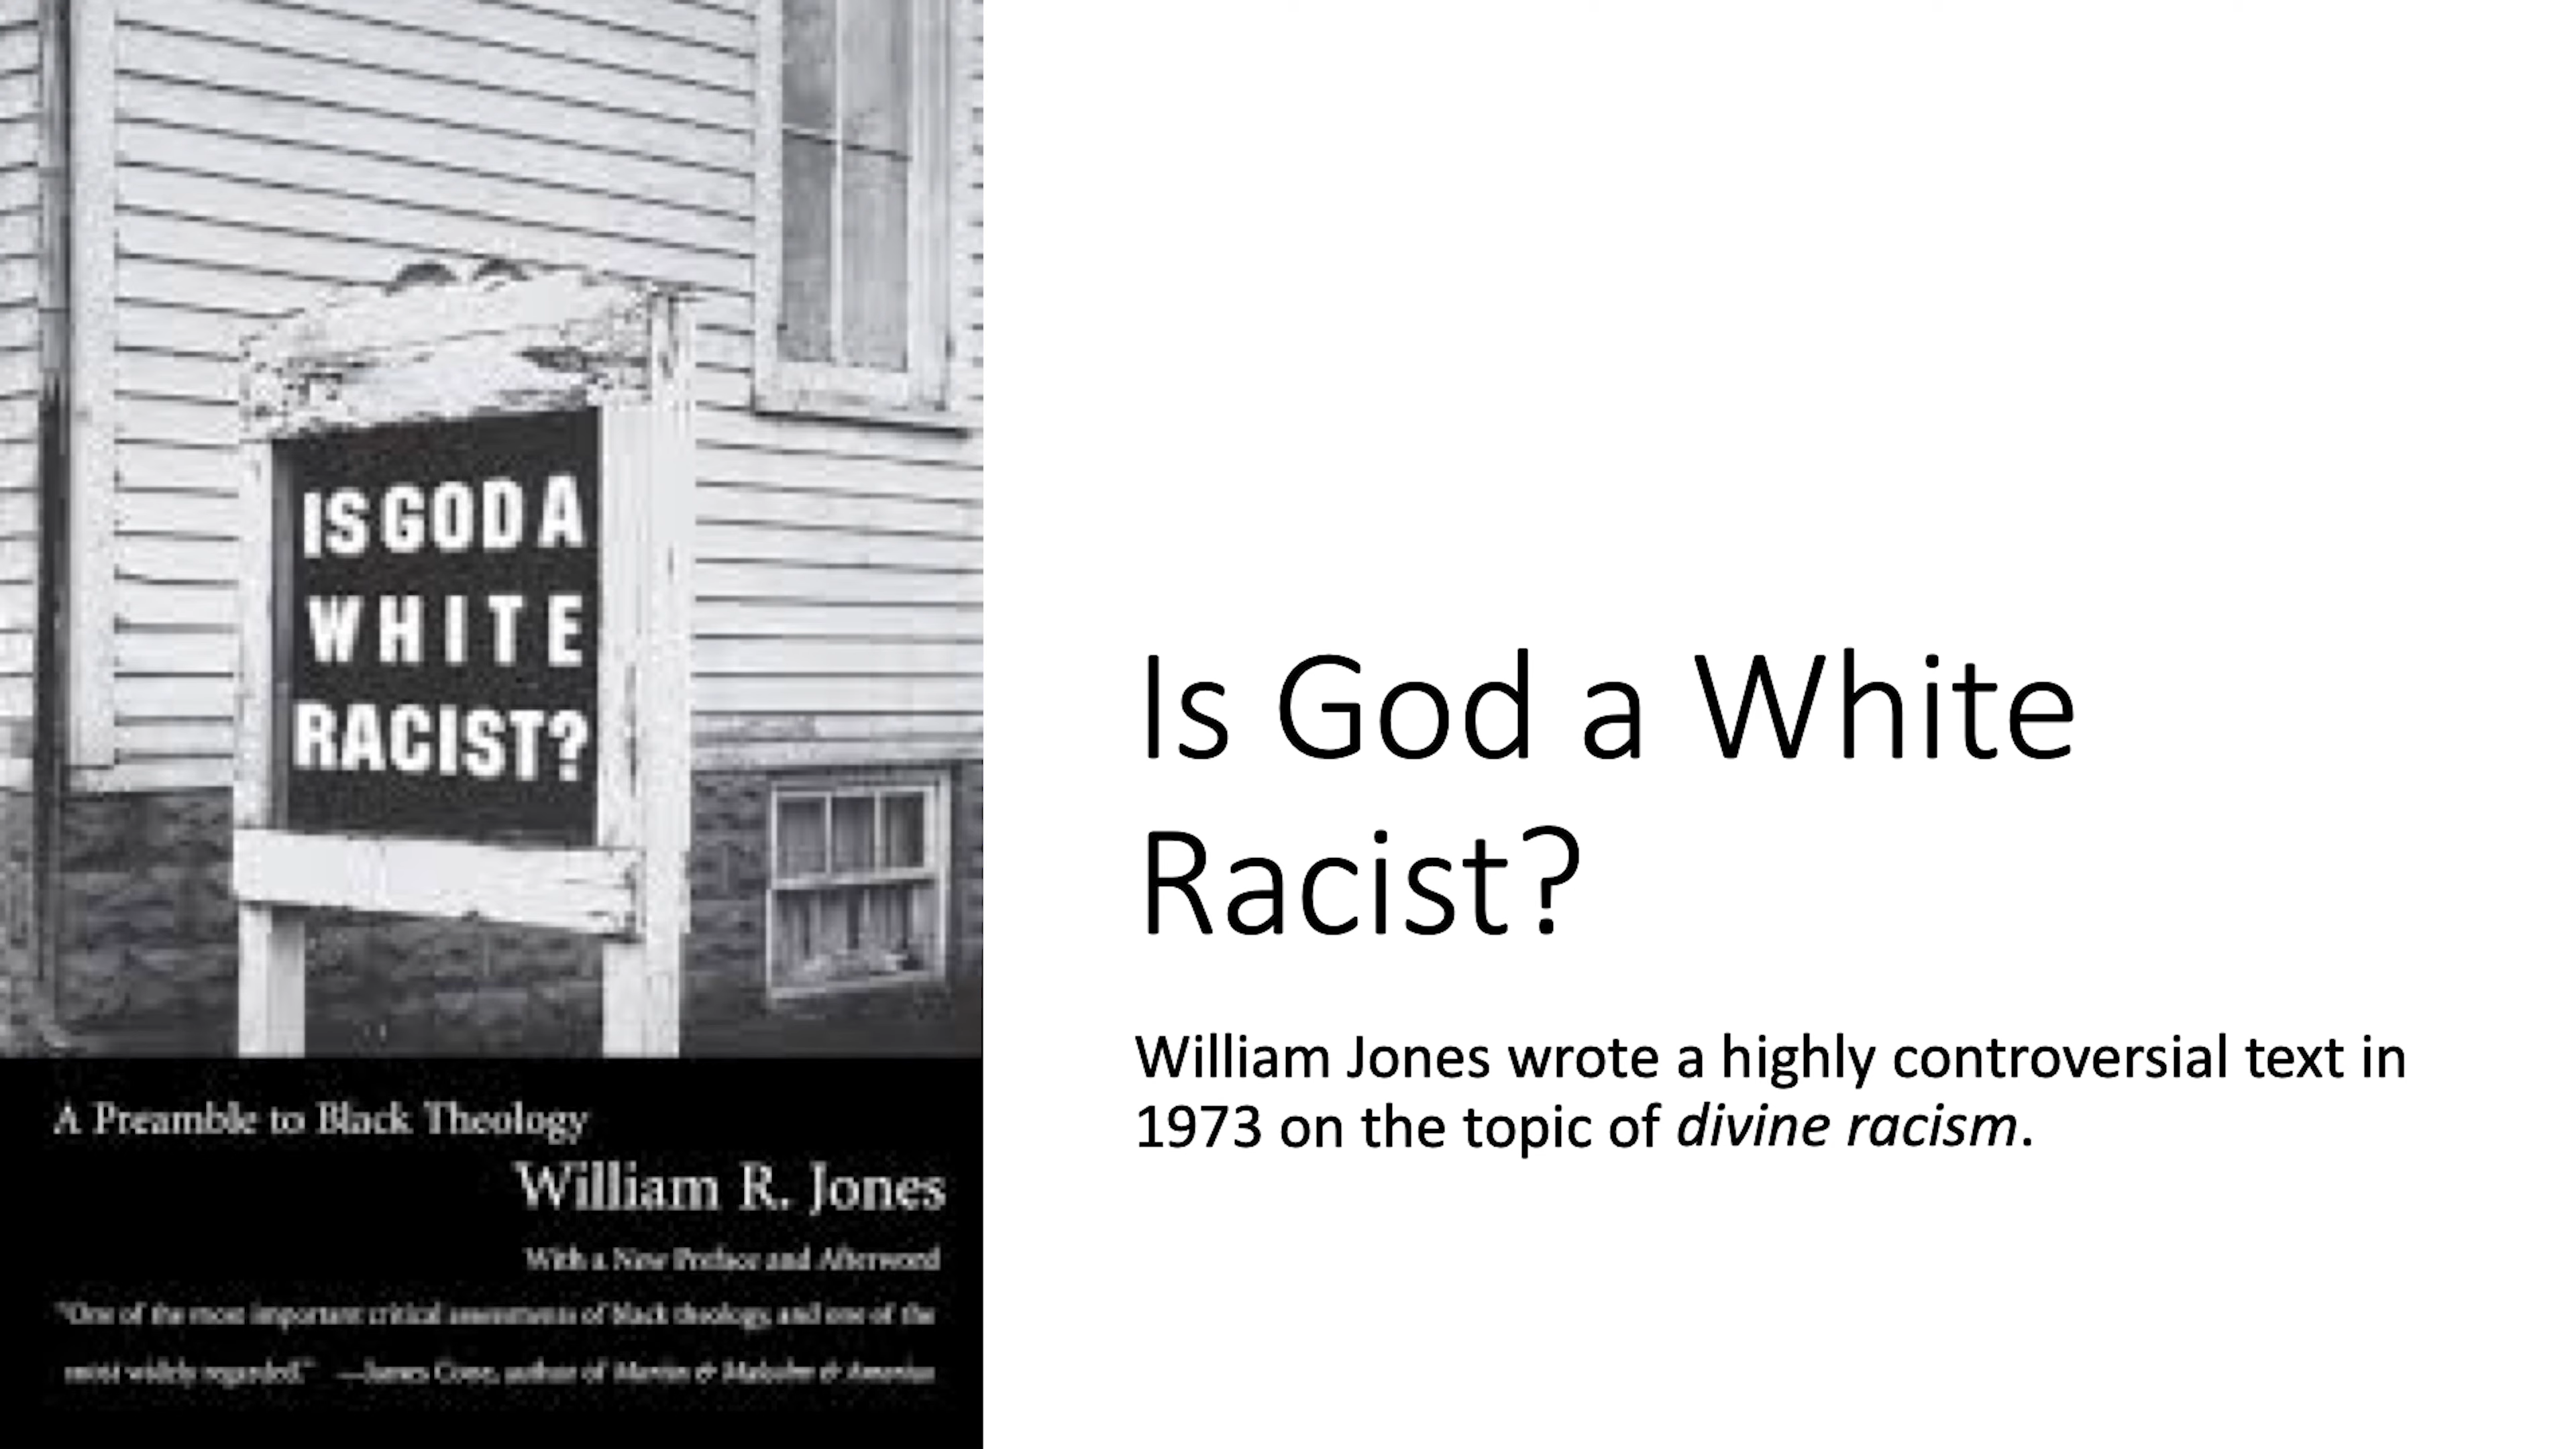 IS GOD A
WHITE
RACIST?
A Preamble to Black Theology
William R. Jones
With a New Preface and Afterword
"One of the most important critical assessments of black theology, and one of the
most widely regarded." —James Cone, author of Martin & Malcolm & America
Is God a White
Racist?
William Jones wrote a highly controversial text in
1973 on the topic of divine racism.